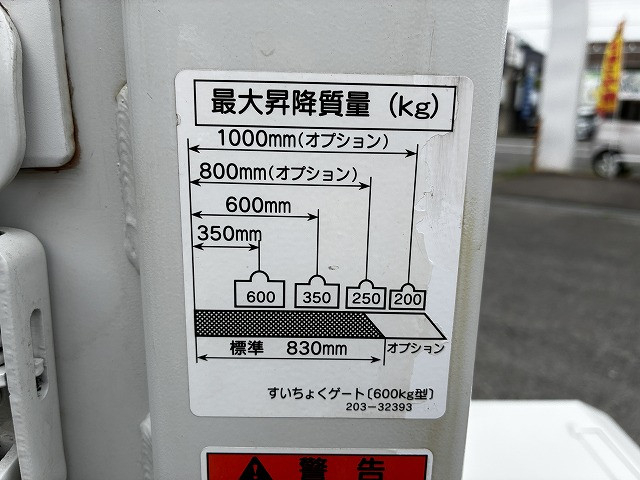 最大昇降質量 (kg)
1000mm(オプション)
800mm(オプション)
600mm
350mm
600 350 250 200
標準 830mm オプション
すいちょくゲート〔600kg型〕
203-32393
警告